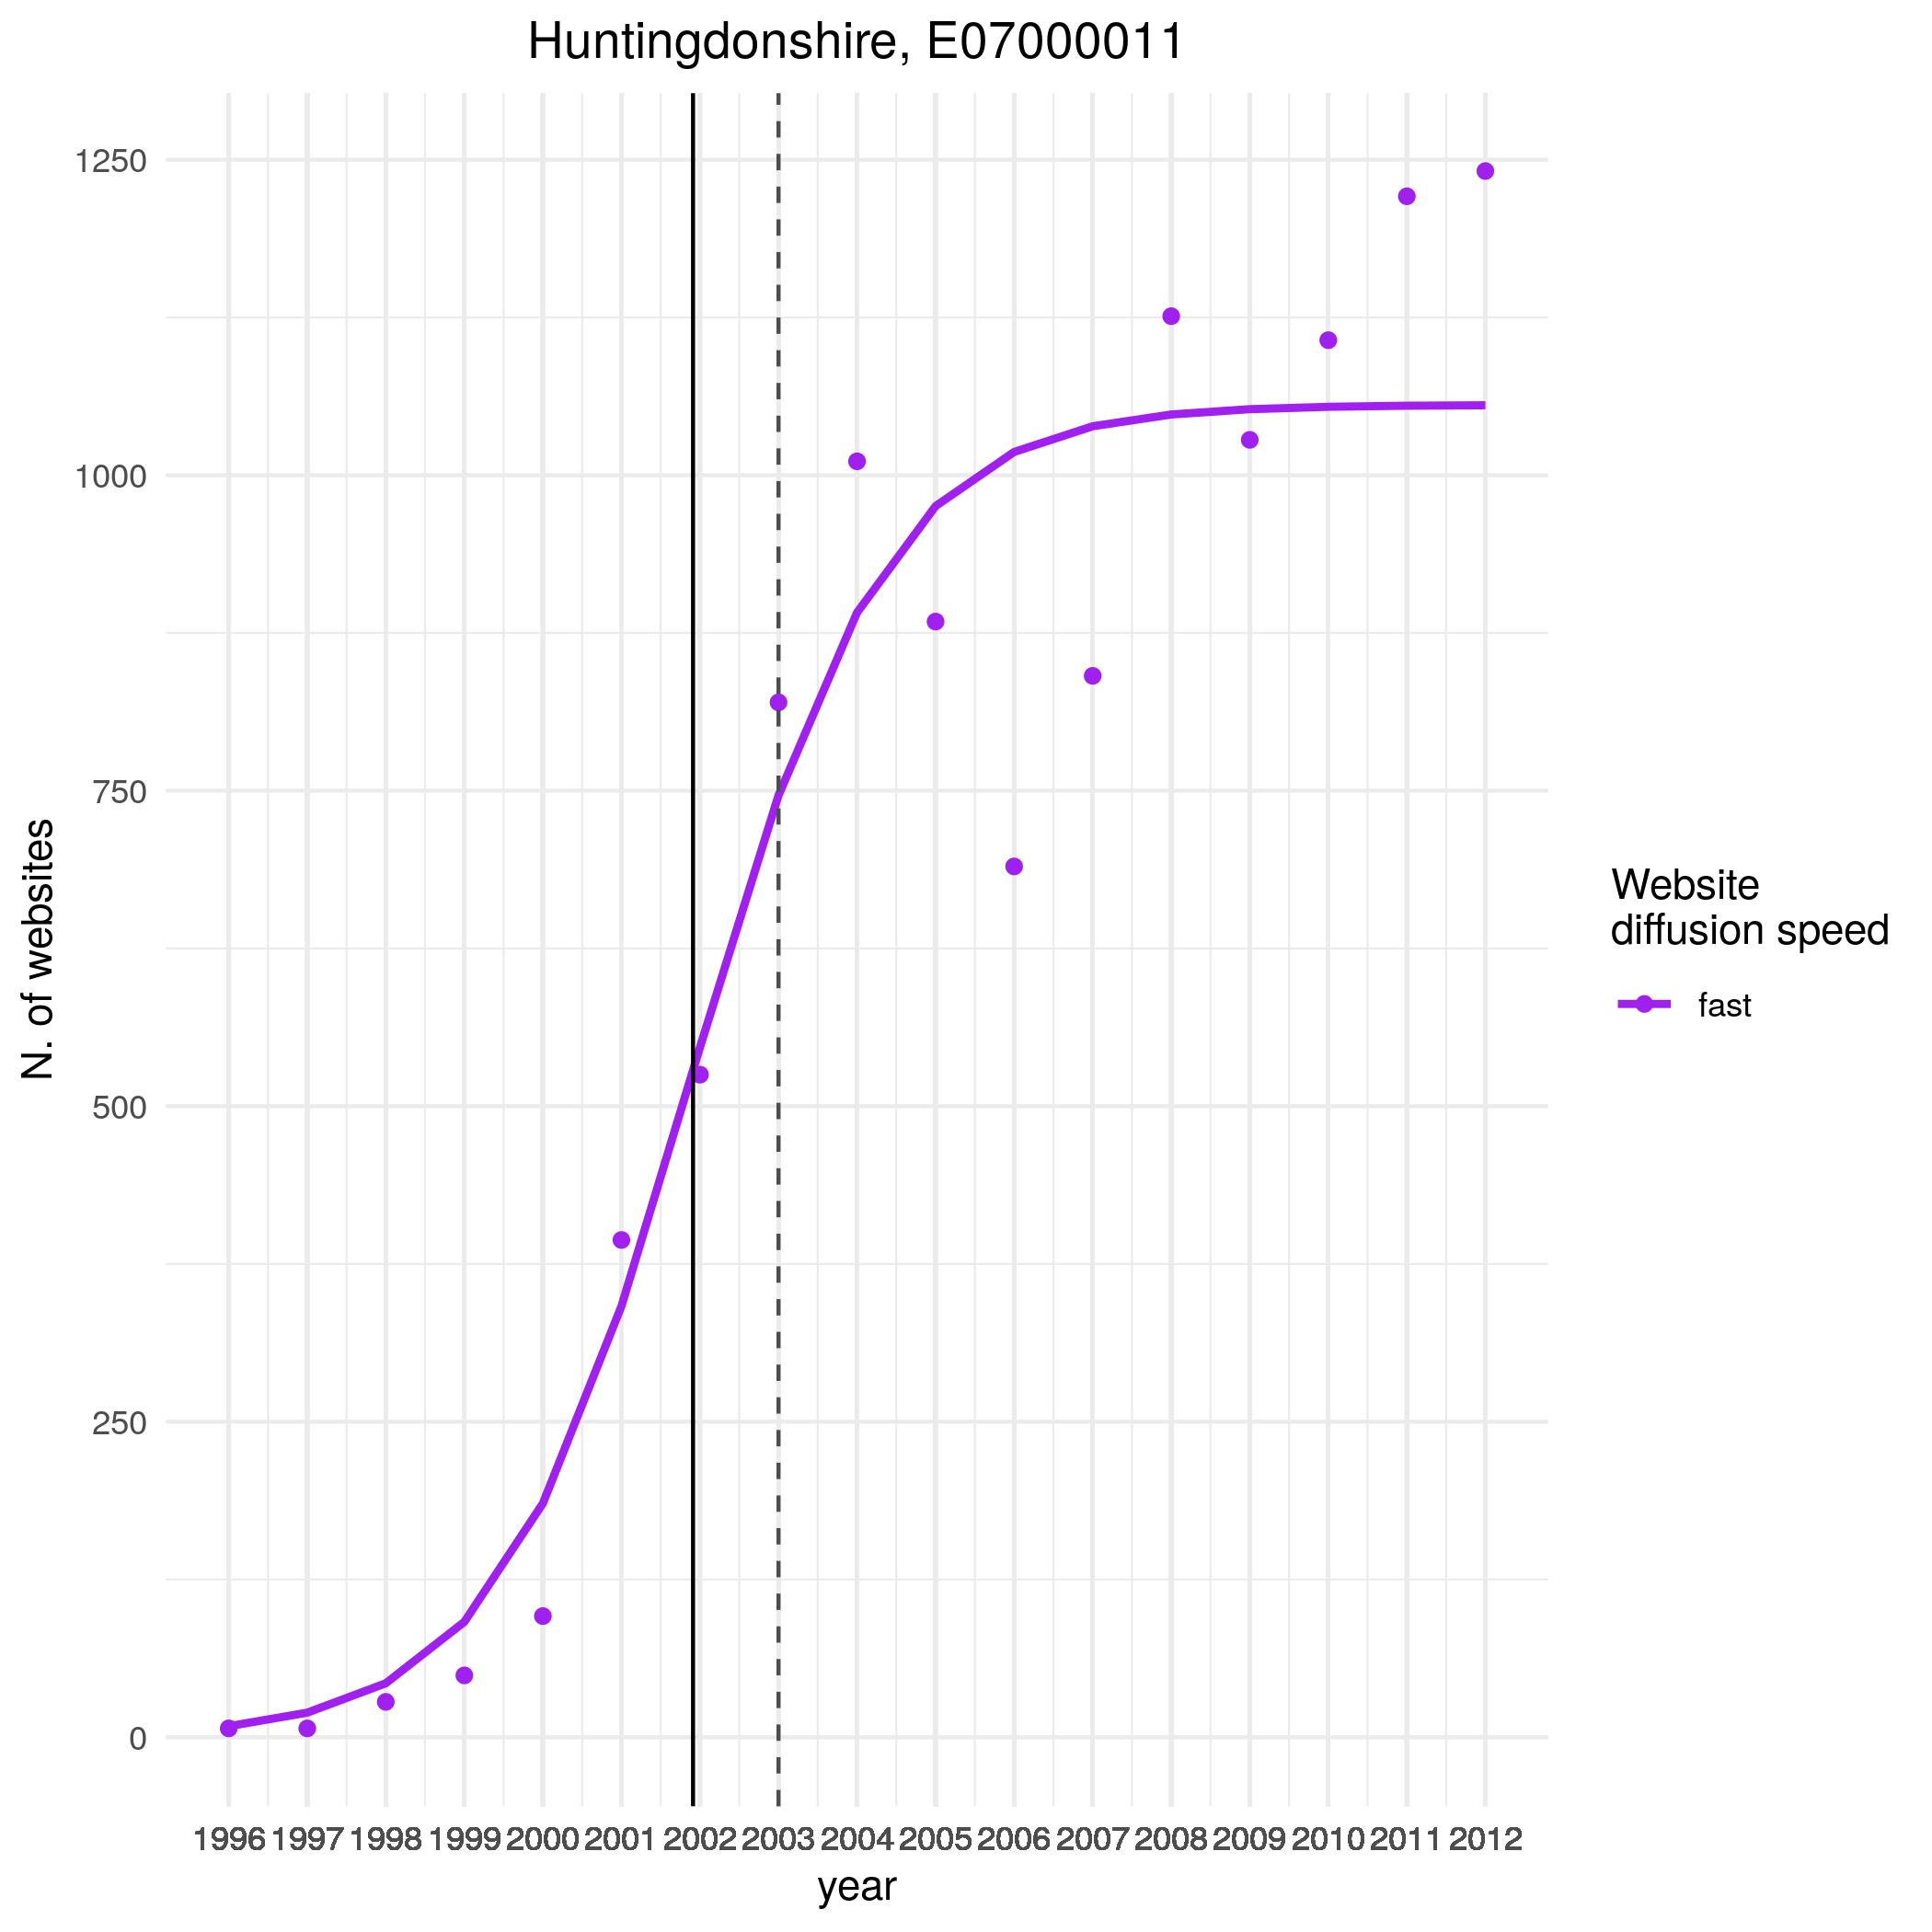 Huntingdonshire, E07000011
1250
1000
750
500
250
0
N. of websites
1996 1997 1998 1999 2000 2001 2002 2003 2004 2005 2006 2007 2008 2009 2010 2011 2012
year
Website
diffusion speed
fast